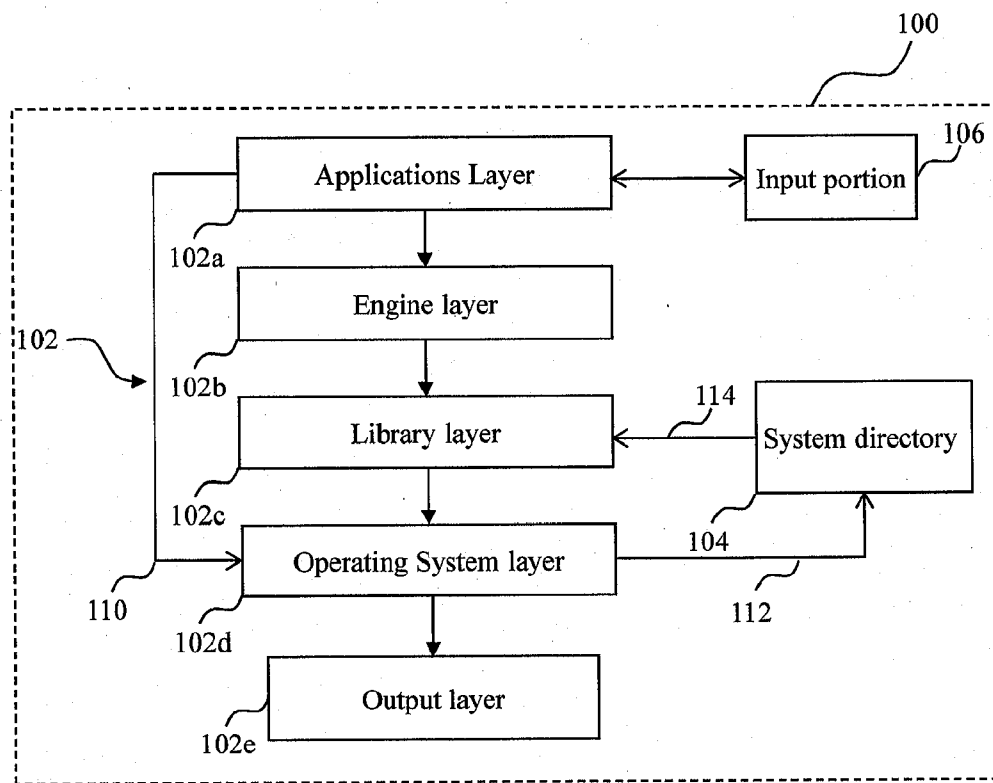 100
Applications Layer
Input portion
106
102a
Engine layer
102
102b
114
Library layer
System directory
102c
104
Operating System layer
110
112
102d
Output layer
102e